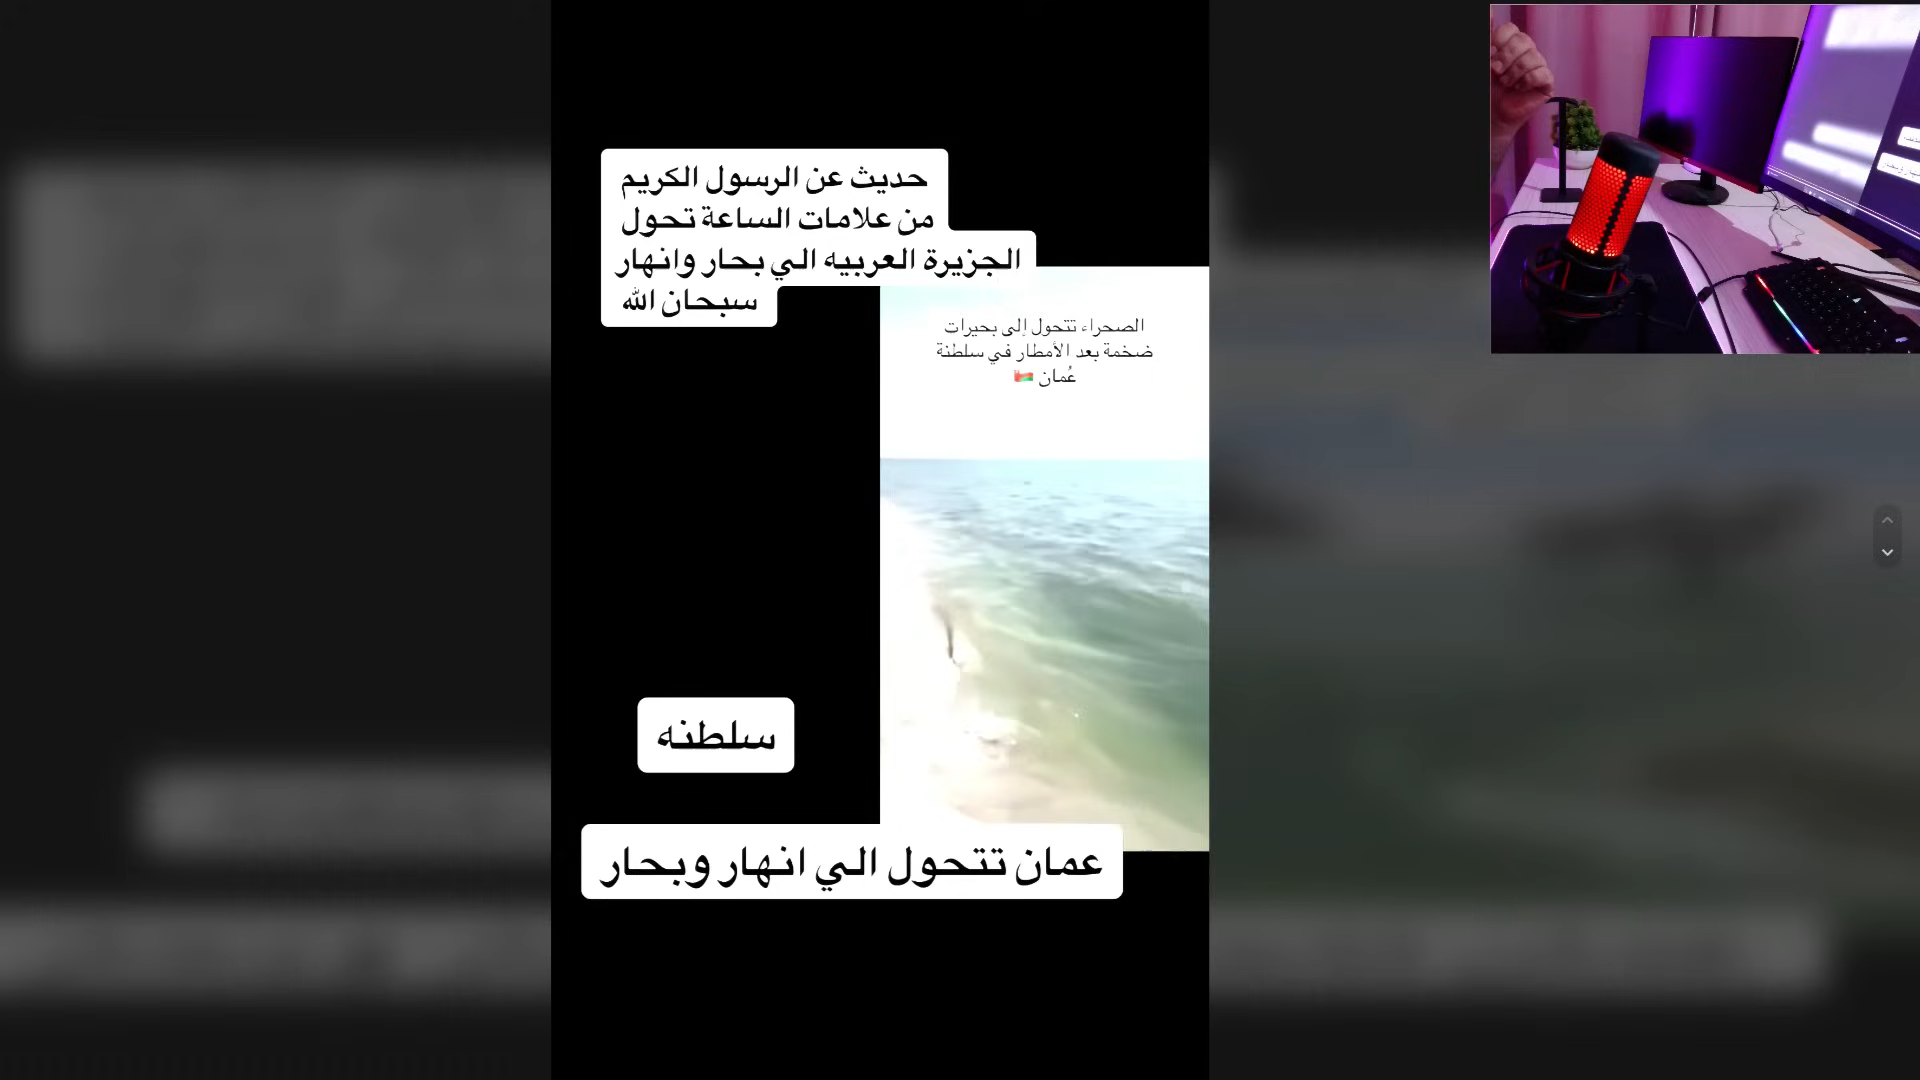 حديث عن الرسول الكريم
من علامات الساعة تحول
الجزيرة العربيه الي بحار وانهار
سبحان الله
الصحراء تتحول إلى بحيرات
ضخمة بعد الأمطار في سلطنة
عُمان 🇴🇲
سلطنه
عمان تتحول الي انهار وبحار